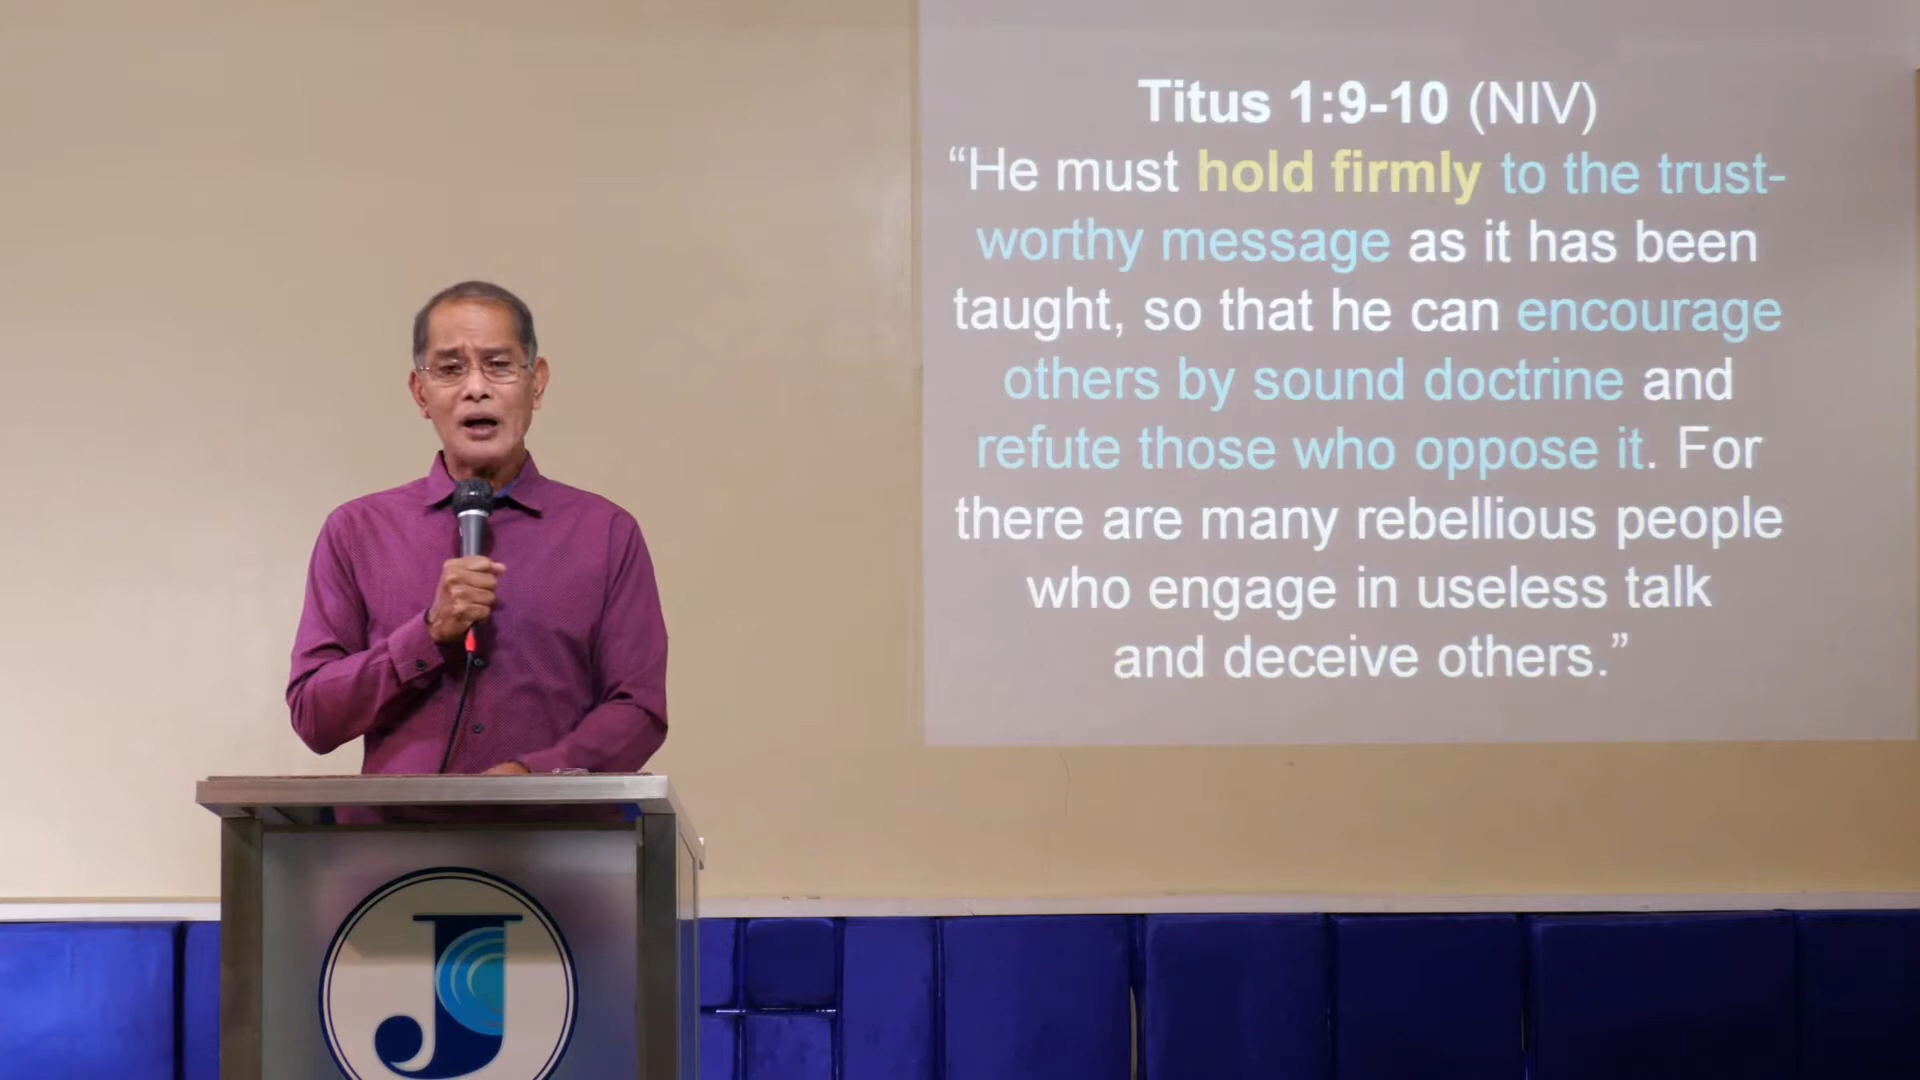 Titus 1:9-10 (NIV)
“He must hold firmly to the trust-
worthy message as it has been
taught, so that he can encourage
others by sound doctrine and
refute those who oppose it. For
there are many rebellious people
who engage in useless talk
and deceive others.”
J